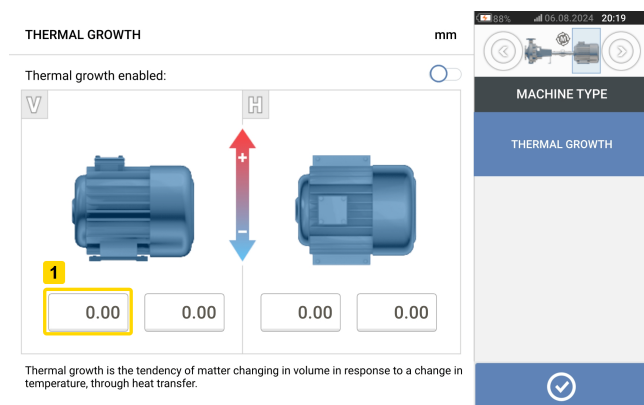 THERMAL GROWTH mm
Thermal growth enabled:
V H
+
−
1
0.00 0.00 0.00 0.00
Thermal growth is the tendency of matter changing in volume in response to a change in
temperature, through heat transfer.
88% 06.08.2024 20:19
M
MACHINE TYPE
THERMAL GROWTH